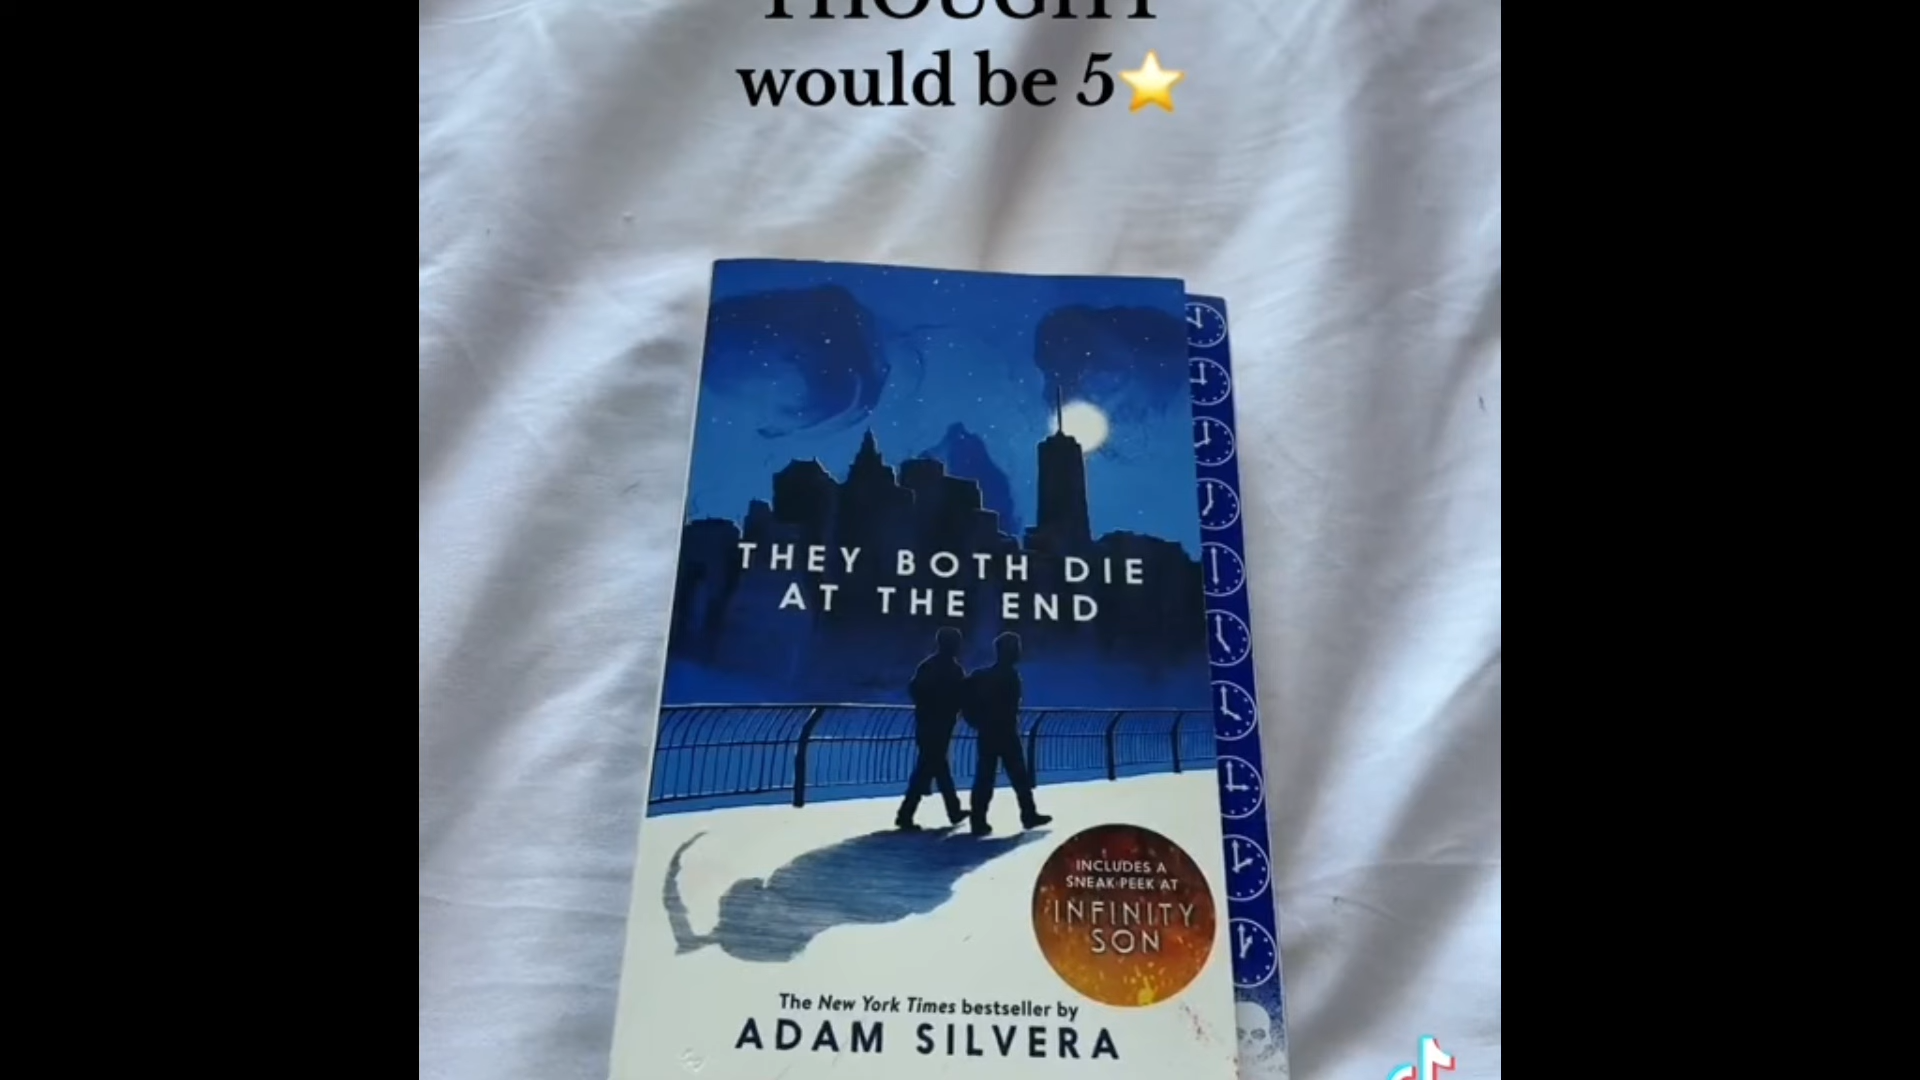 THOUGHT
would be 5⭐
THEY BOTH DIE
AT THE END
INCLUDES A
SNEAK PEEK AT
INFINITY
SON
The New York Times bestseller by
ADAM SILVERA